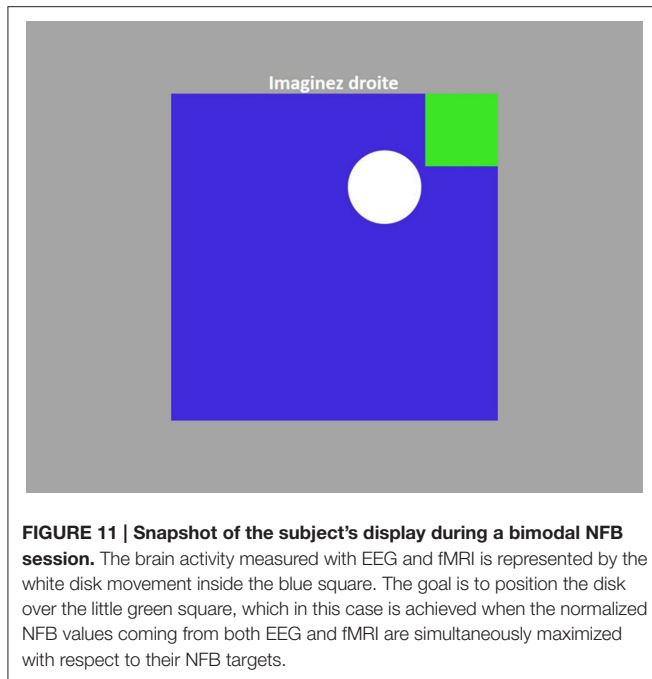 Imaginez droite
FIGURE 11 | Snapshot of the subject's display during a bimodal NFB
session. The brain activity measured with EEG and fMRI is represented by the
white disk movement inside the blue square. The goal is to position the disk
over the little green square, which in this case is achieved when the normalized
NFB values coming from both EEG and fMRI are simultaneously maximized
with respect to their NFB targets.